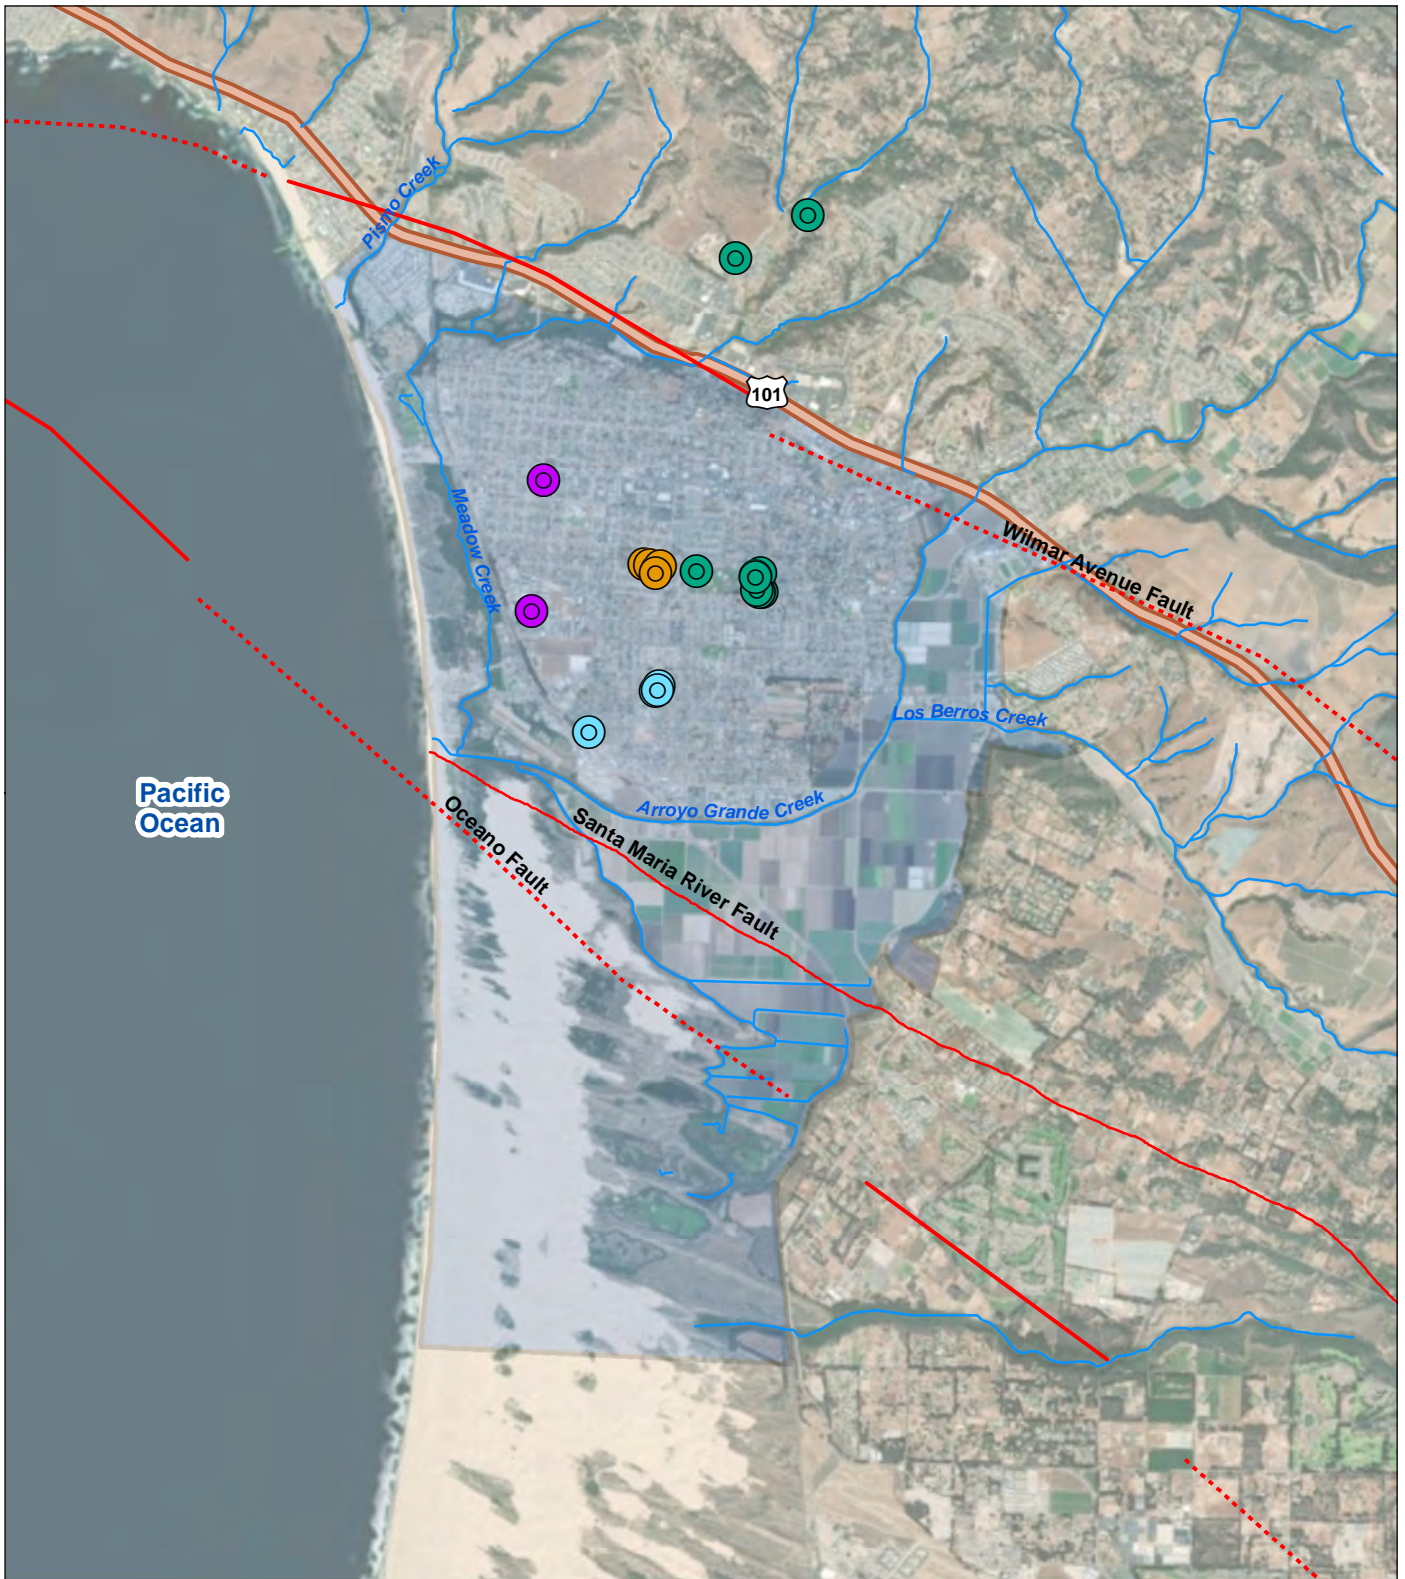 Pismo Creek
101
Meadow Creek
Wilmar Avenue Fault
Los Berros Creek
Pacific
Ocean
Arroyo Grande Creek
Oceano Fault
Santa Maria River Fault